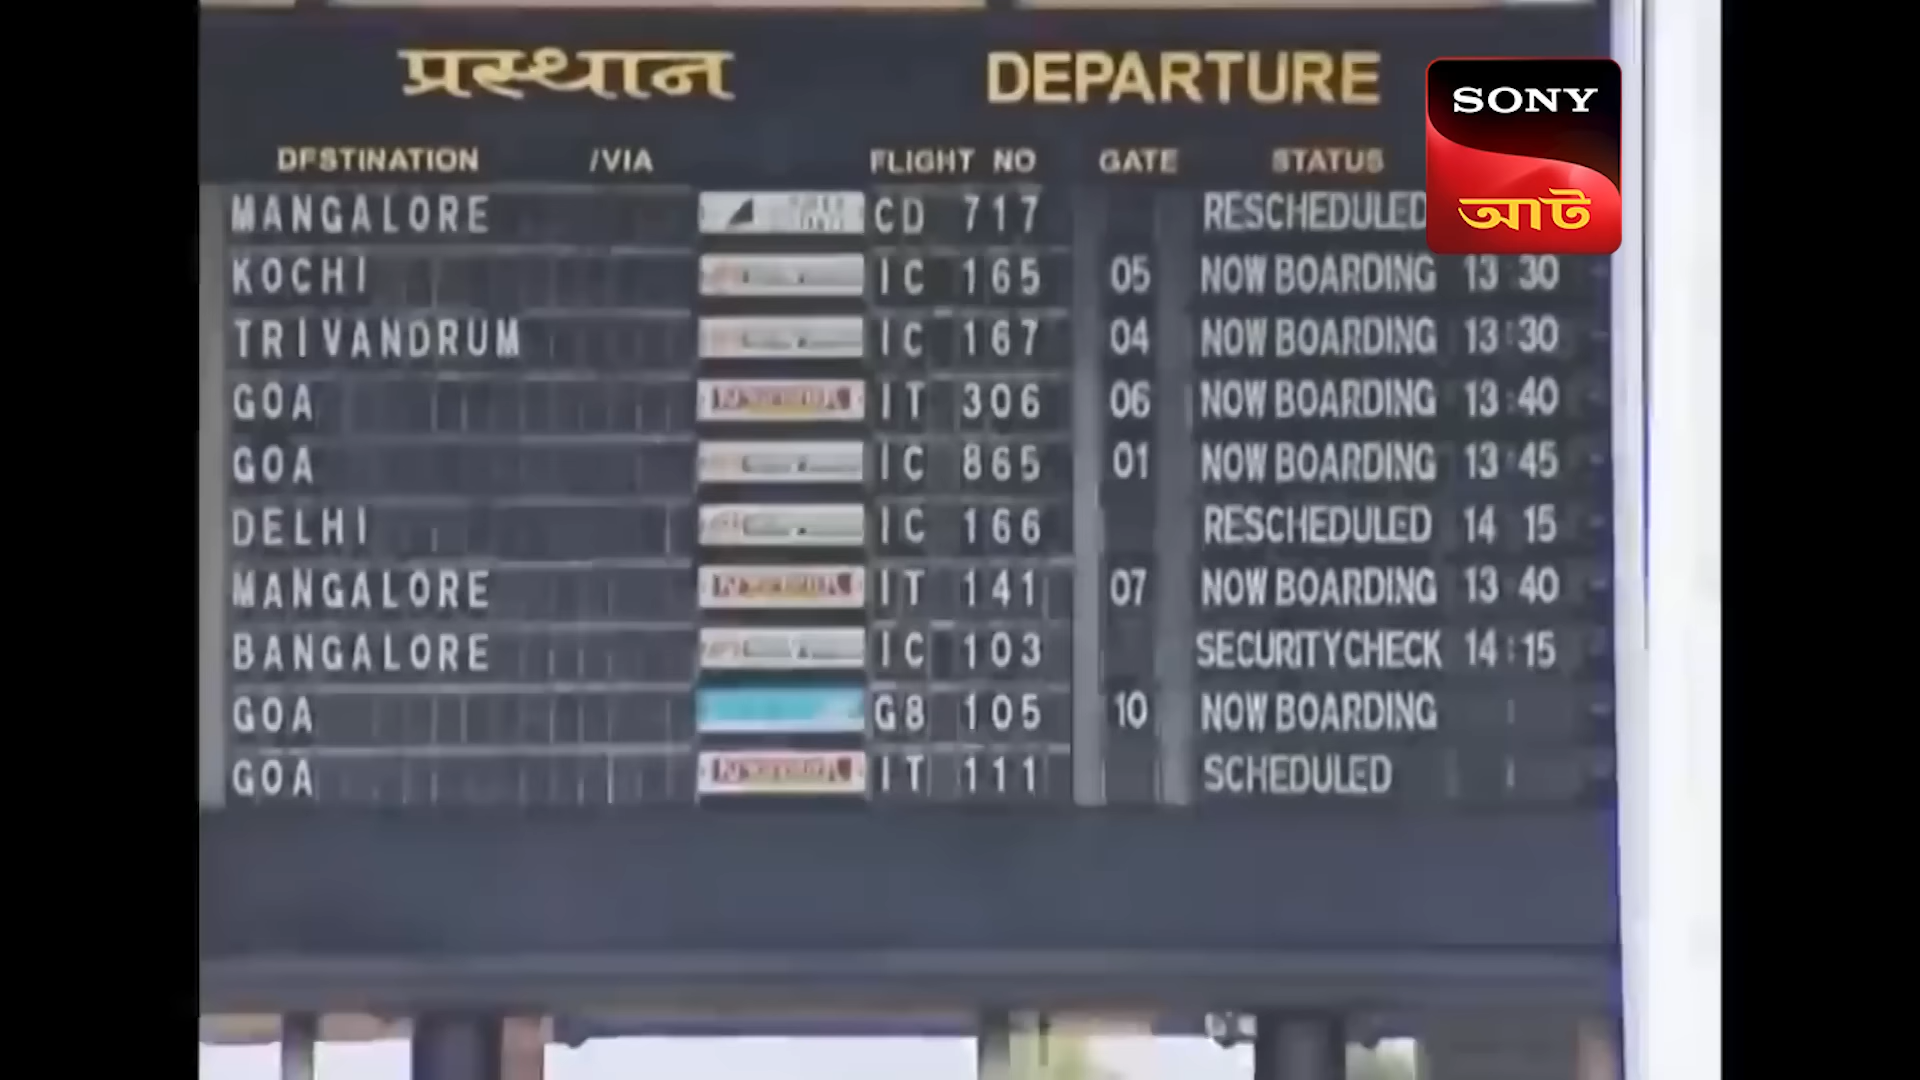 प्रस्थान DEPARTURE
SONY
আট
DESTINATION /VIA FLIGHT NO GATE STATUS
MANGALORE CD 717 RESCHEDULED
KOCHI IC 165 05 NOW BOARDING 13:30
TRIVANDRUM IC 167 04 NOW BOARDING 13:30
GOA IT 306 06 NOW BOARDING 13:40
GOA IC 865 01 NOW BOARDING 13:45
DELHI IC 166 RESCHEDULED 14 15
MANGALORE IT 141 07 NOW BOARDING 13 40
BANGALORE IC 103 SECURITY CHECK 14:15
GOA G8 105 10 NOW BOARDING
GOA IT 111 SCHEDULED